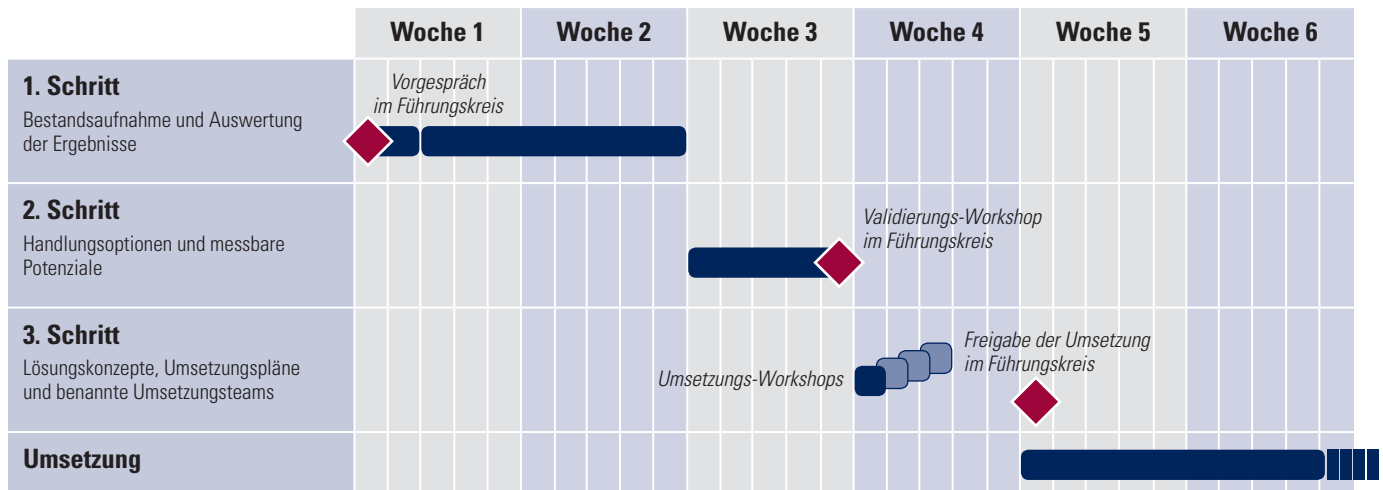 Woche 1 Woche 2 Woche 3 Woche 4 Woche 5 Woche 6
1. Schritt
Bestandsaufnahme und Auswertung
der Ergebnisse
Vorgespräch
im Führungskreis
2. Schritt
Handlungsoptionen und messbare
Potenziale
Validierungs-Workshop
im Führungskreis
3. Schritt
Lösungskonzepte, Umsetzungspläne
und benannte Umsetzungsteams
Umsetzungs-Workshops
Freigabe der Umsetzung
im Führungskreis
Umsetzung